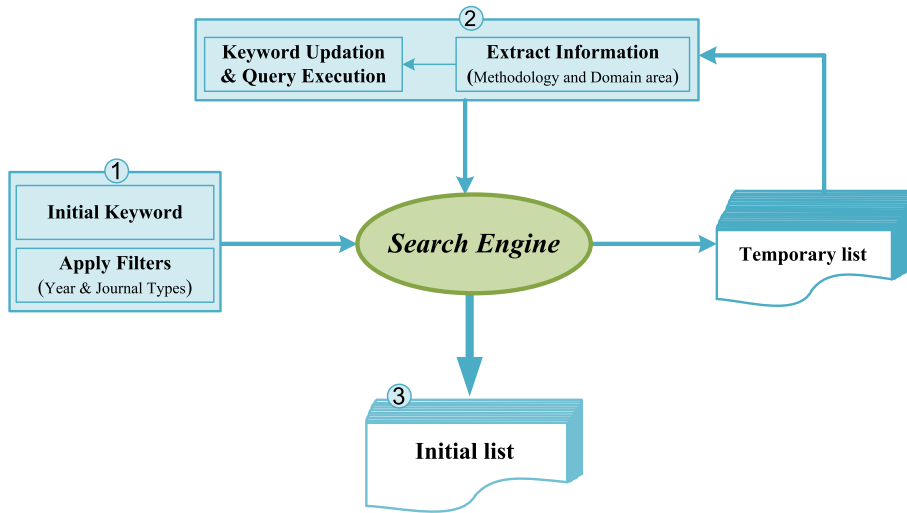 2
Keyword Updation
& Query Execution
Extract Information
(Methodology and Domain area)
1
Initial Keyword
Apply Filters
(Year & Journal Types)
Search Engine
Temporary list
3
Initial list